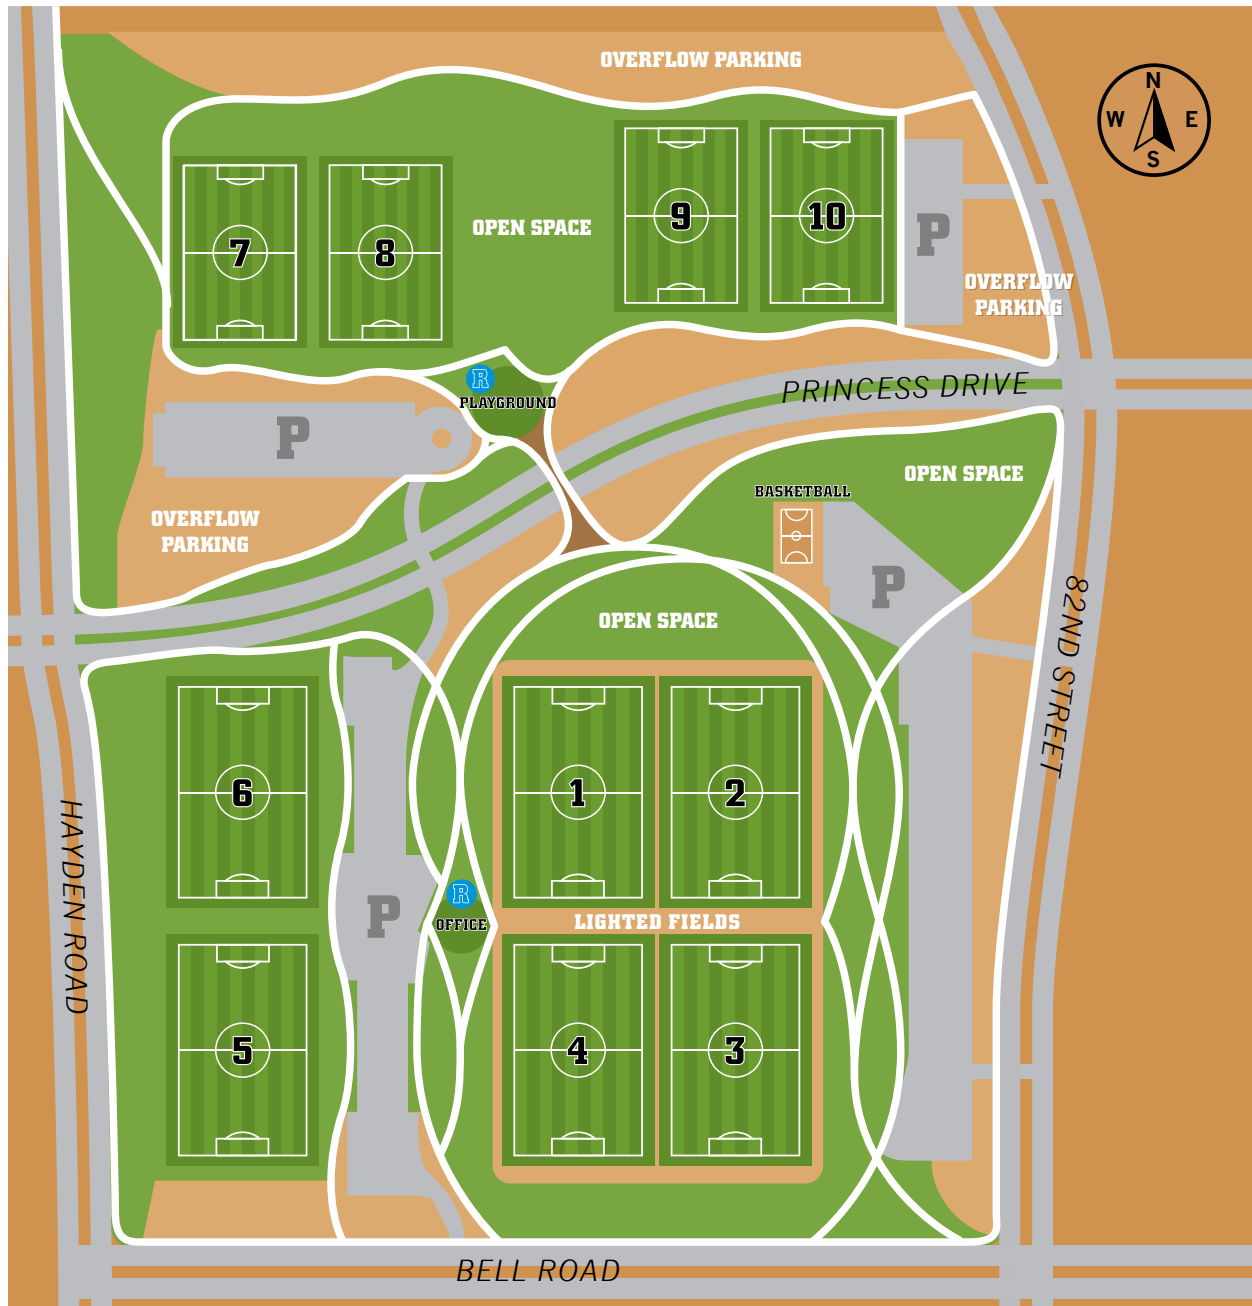 OVERFLOW PARKING
N
W E
S
7
8
OPEN SPACE
9
10
P
OVERFLOW
PARKING
R
PLAYGROUND
PRINCESS DRIVE
P
OPEN SPACE
BASKETBALL
OVERFLOW
PARKING
P
OPEN SPACE
82ND STREET
6
1
2
HAYDEN ROAD
P
R
OFFICE
LIGHTED FIELDS
5
4
3
BELL ROAD